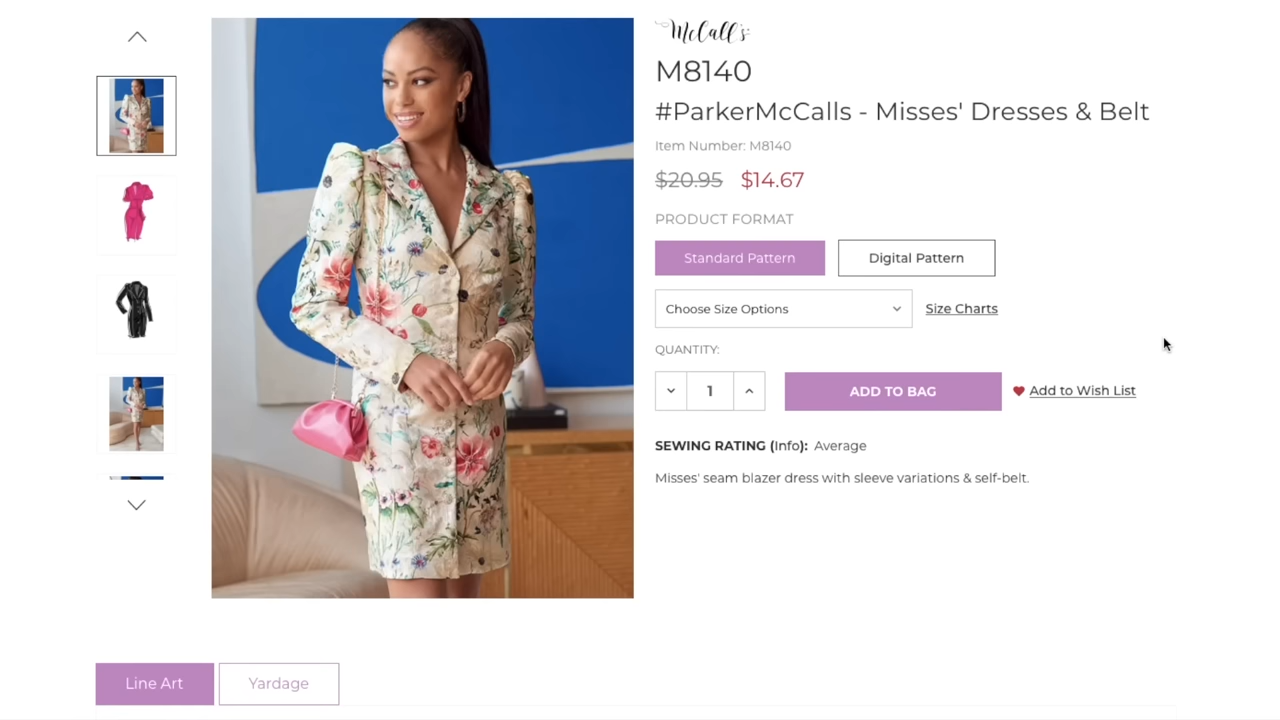 McCall's
M8140
#ParkerMcCalls - Misses' Dresses & Belt
Item Number: M8140
$20.95 $14.67
PRODUCT FORMAT
Standard Pattern Digital Pattern
Choose Size Options Size Charts
QUANTITY:
1 ADD TO BAG Add to Wish List
SEWING RATING (Info): Average
Misses' seam blazer dress with sleeve variations & self-belt.
Line Art Yardage